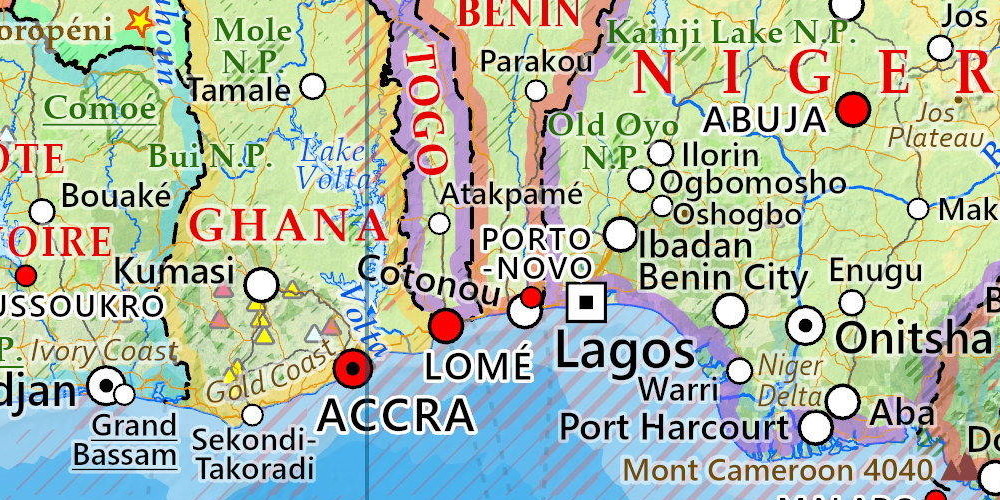 oropéni
Mole
N.P.
Tamale
Comoé
Bui N.P.
OTE
Bouaké
OIRE
USSOUKRO
GHANA
Kumasi
Lake
Volta
Volta
TOGO
BENIN
Parakou
Atakpamé
PORTO
-NOVO
Cotonou
LOMÉ
ACCRA
Gold Coast
Ivory Coast
P.
djan
Grand
Bassam
Sekondi-
Takoradi
Kainji Lake N.P.
NIGER
Jos
ABUJA
Jos
Plateau
Old Oyo
N.P.
Ilorin
Ogbomosho
Oshogbo
Ibadan
Mak
Benin City
Enugu
Lagos
Onitsha
Warri
Niger
Delta
Port Harcourt
Aba
Do
Mont Cameroon 4040